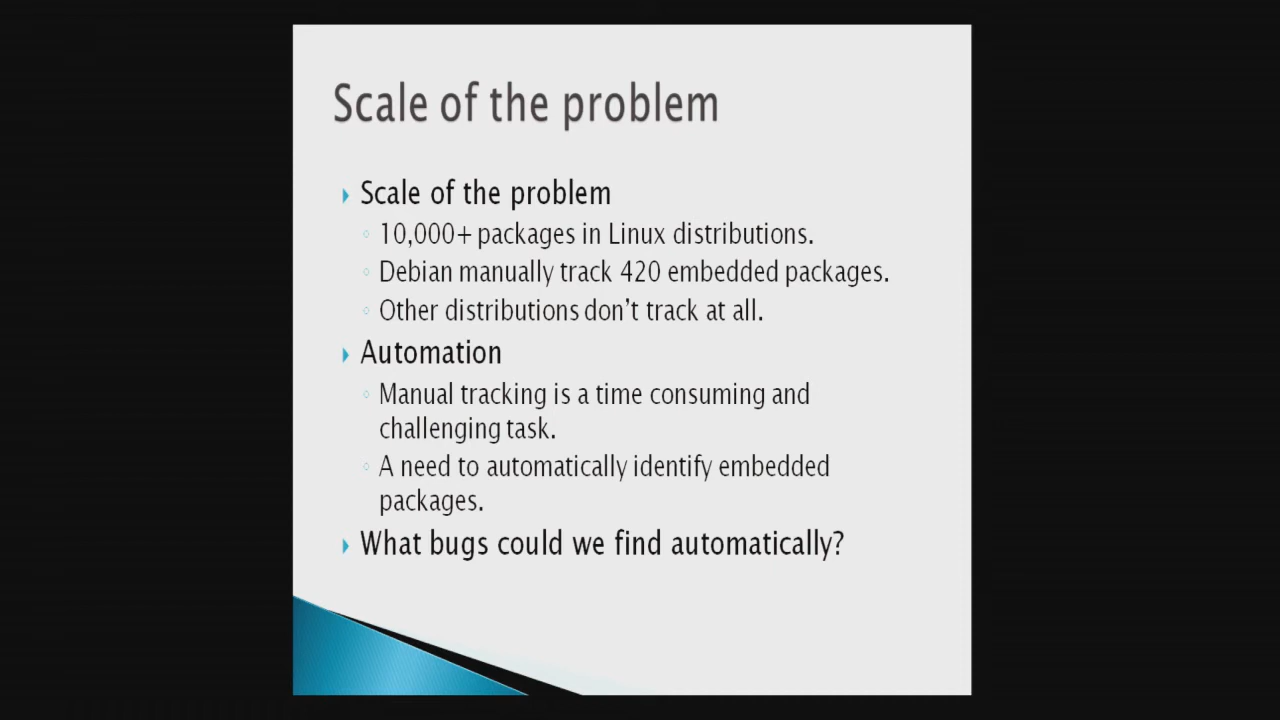 Scale of the problem
Scale of the problem
10,000+ packages in Linux distributions.
Debian manually track 420 embedded packages.
Other distributions don’t track at all.
Automation
Manual tracking is a time consuming and
challenging task.
A need to automatically identify embedded
packages.
What bugs could we find automatically?